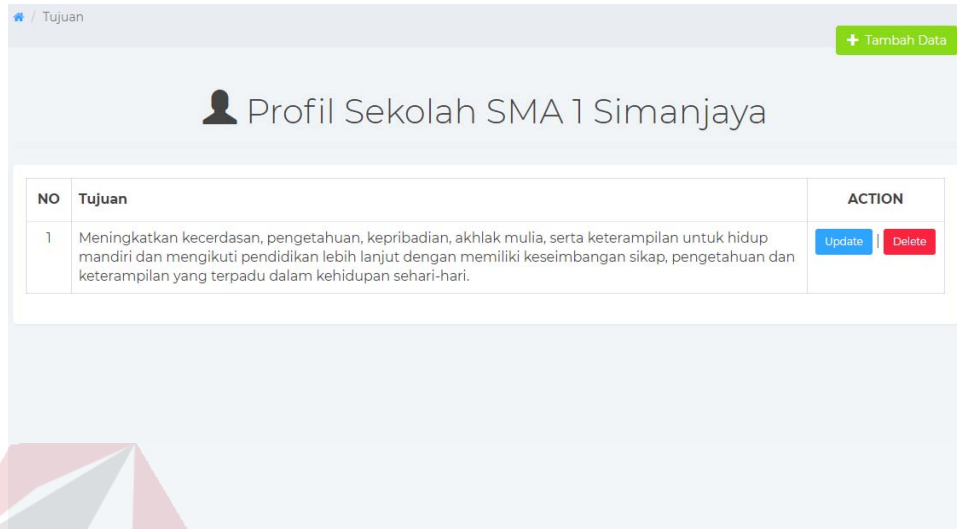 / Tujuan
+ Tambah Data
Profil Sekolah SMA 1 Simanjaya
NO Tujuan ACTION
1 Meningkatkan kecerdasan, pengetahuan, kepribadian, akhlak mulia, serta keterampilan untuk hidup Update | Delete
mandiri dan mengikuti pendidikan lebih lanjut dengan memiliki keseimbangan sikap, pengetahuan dan
keterampilan yang terpadu dalam kehidupan sehari-hari.